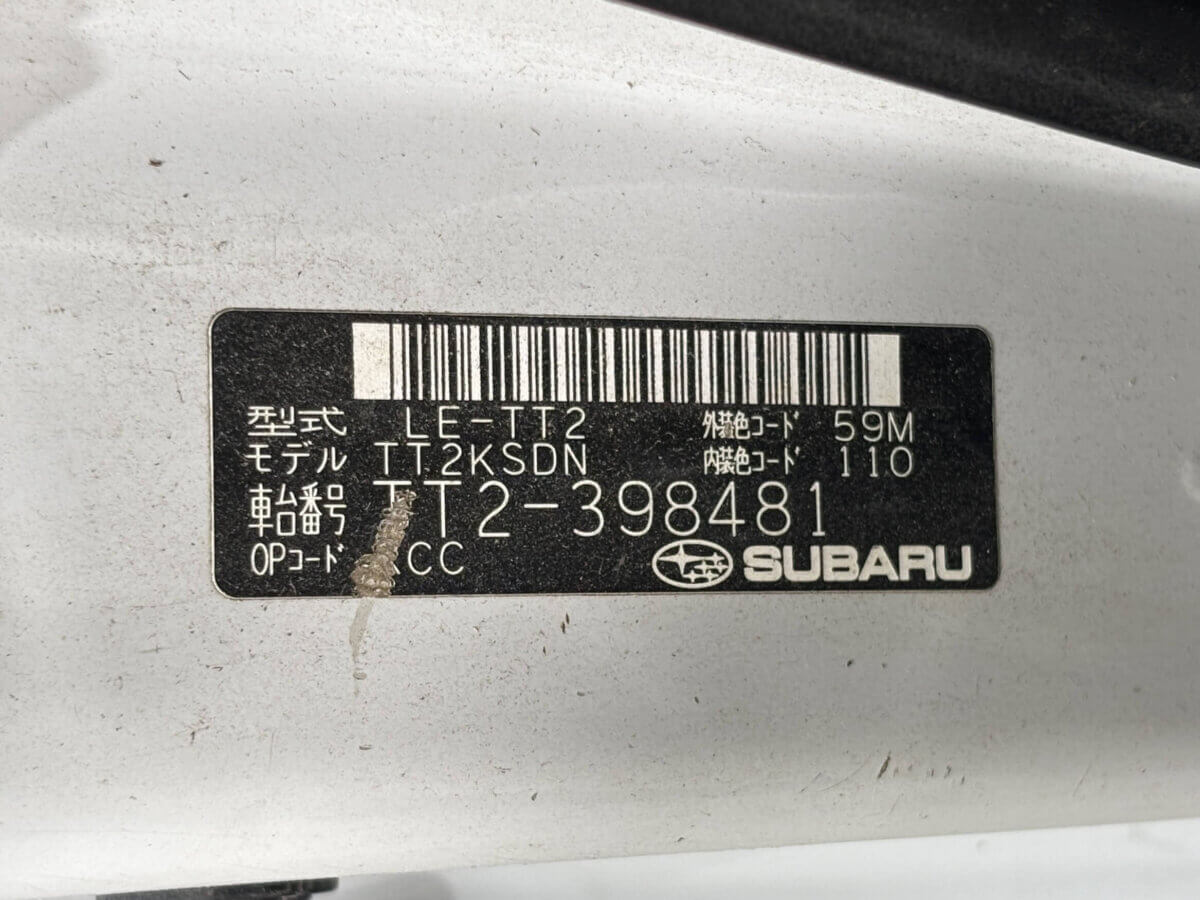 型式 LE-TT2 外装色コード 59M
モデル TT2KSDN 内装色コード 110
車台番号 TT2-398481
OPコード
SUBARU